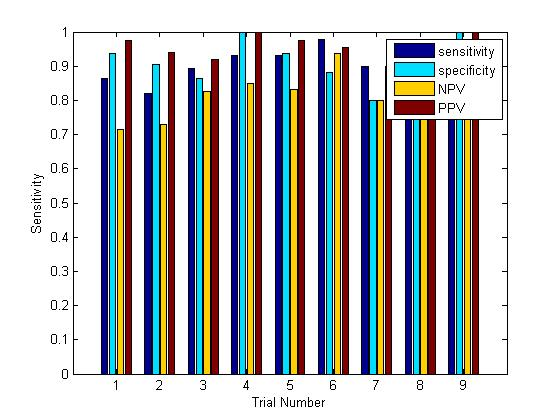 1
0.9
0.8
0.7
0.6
0.5
0.4
0.3
0.2
0.1
0
Sensitivity
sensitivity
specificity
NPV
PPV
1 2 3 4 5 6 7 8 9
Trial Number